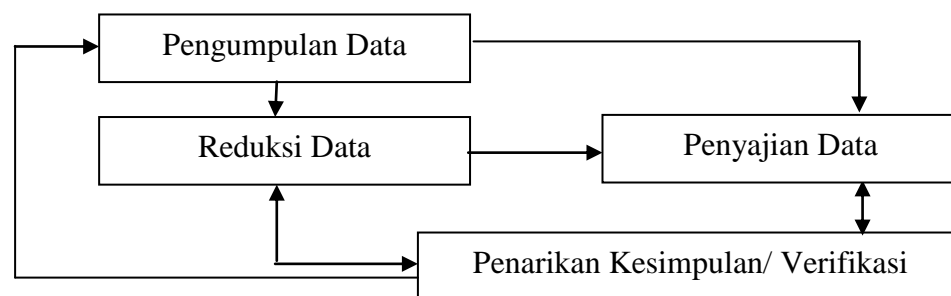 Pengumpulan Data
Reduksi Data
Penyajian Data
Penarikan Kesimpulan/ Verifikasi